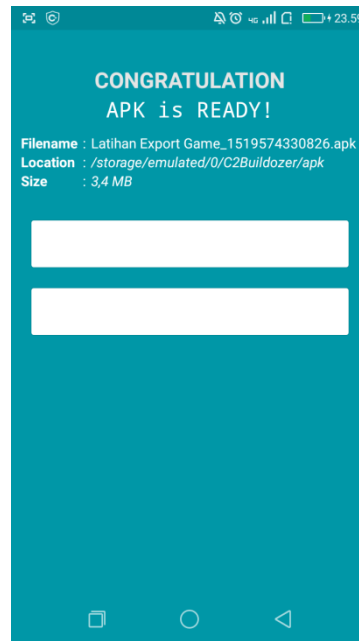 4G 23.5%
CONGRATULATION
APK is READY!
Filename : Latihan Export Game_1519574330826.apk
Location : /storage/emulated/0/C2Buildozer/apk
Size : 3,4 MB